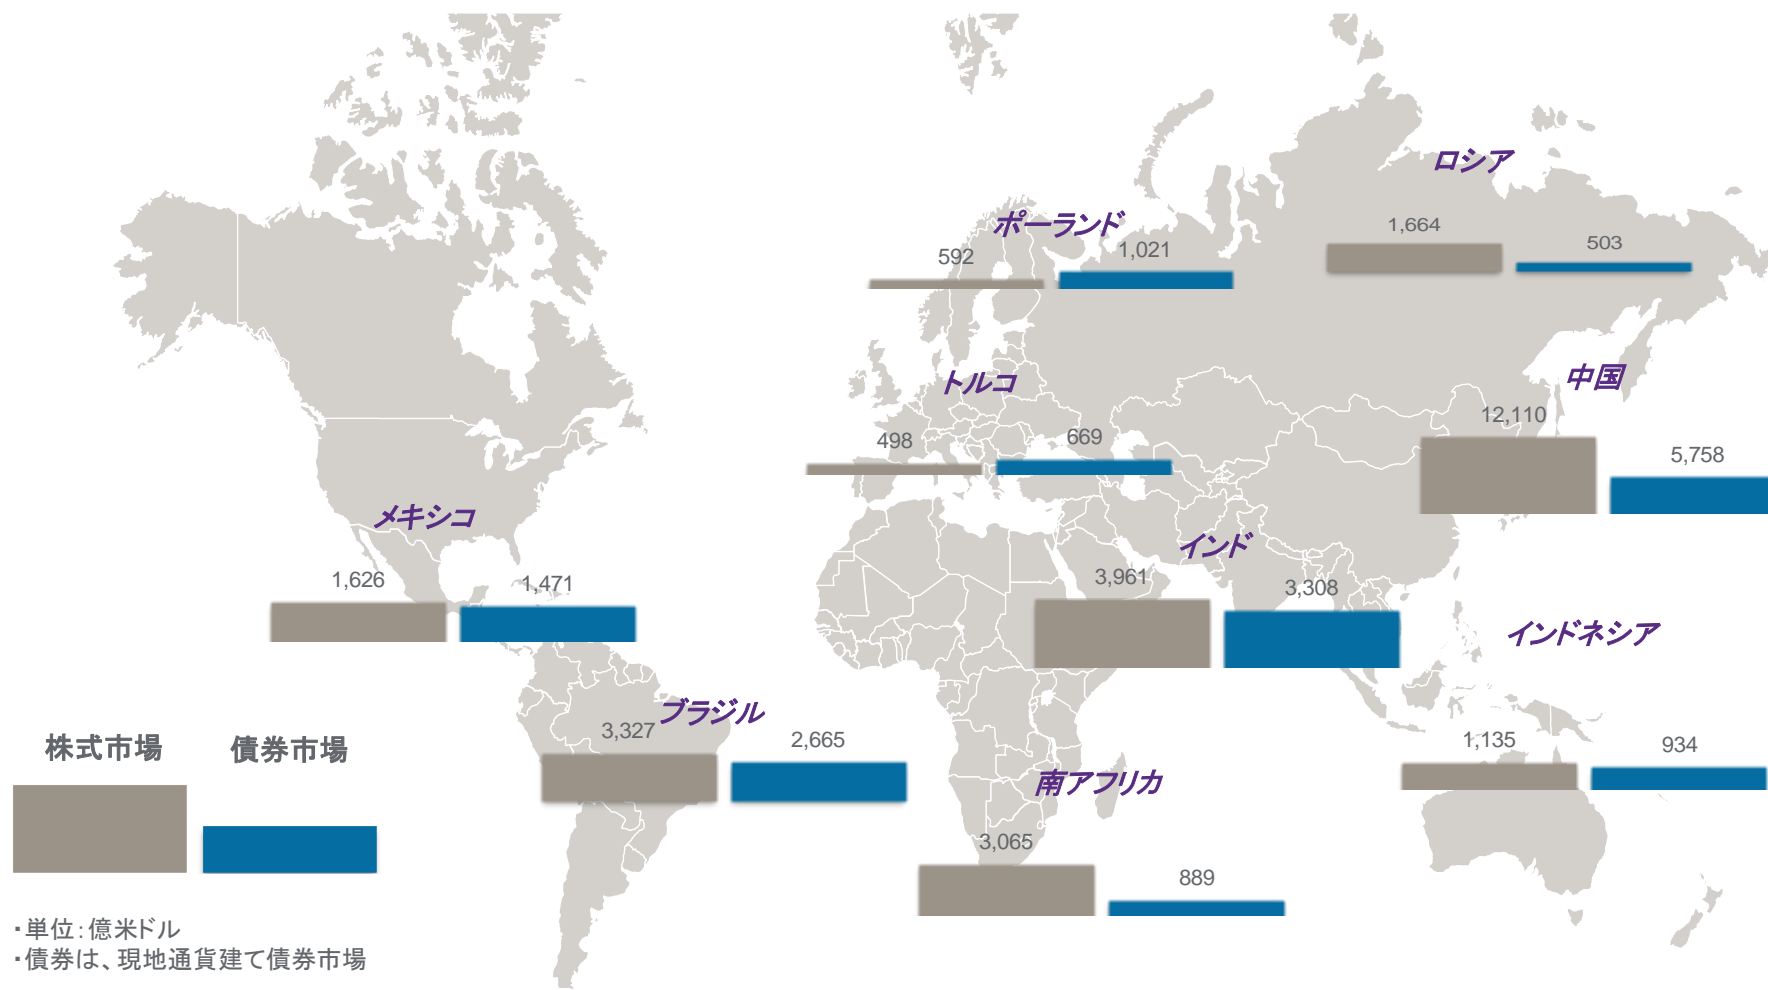 ロシア
1,664
503
ポーランド
592
1,021
中国
12,110
5,758
トルコ
498
669
メキシコ
1,626
1,471
インド
3,961
3,308
インドネシア
1,135
934
ブラジル
3,327
2,665
南アフリカ
3,065
889
株式市場
債券市場
・単位：億米ドル
・債券は、現地通貨建て債券市場